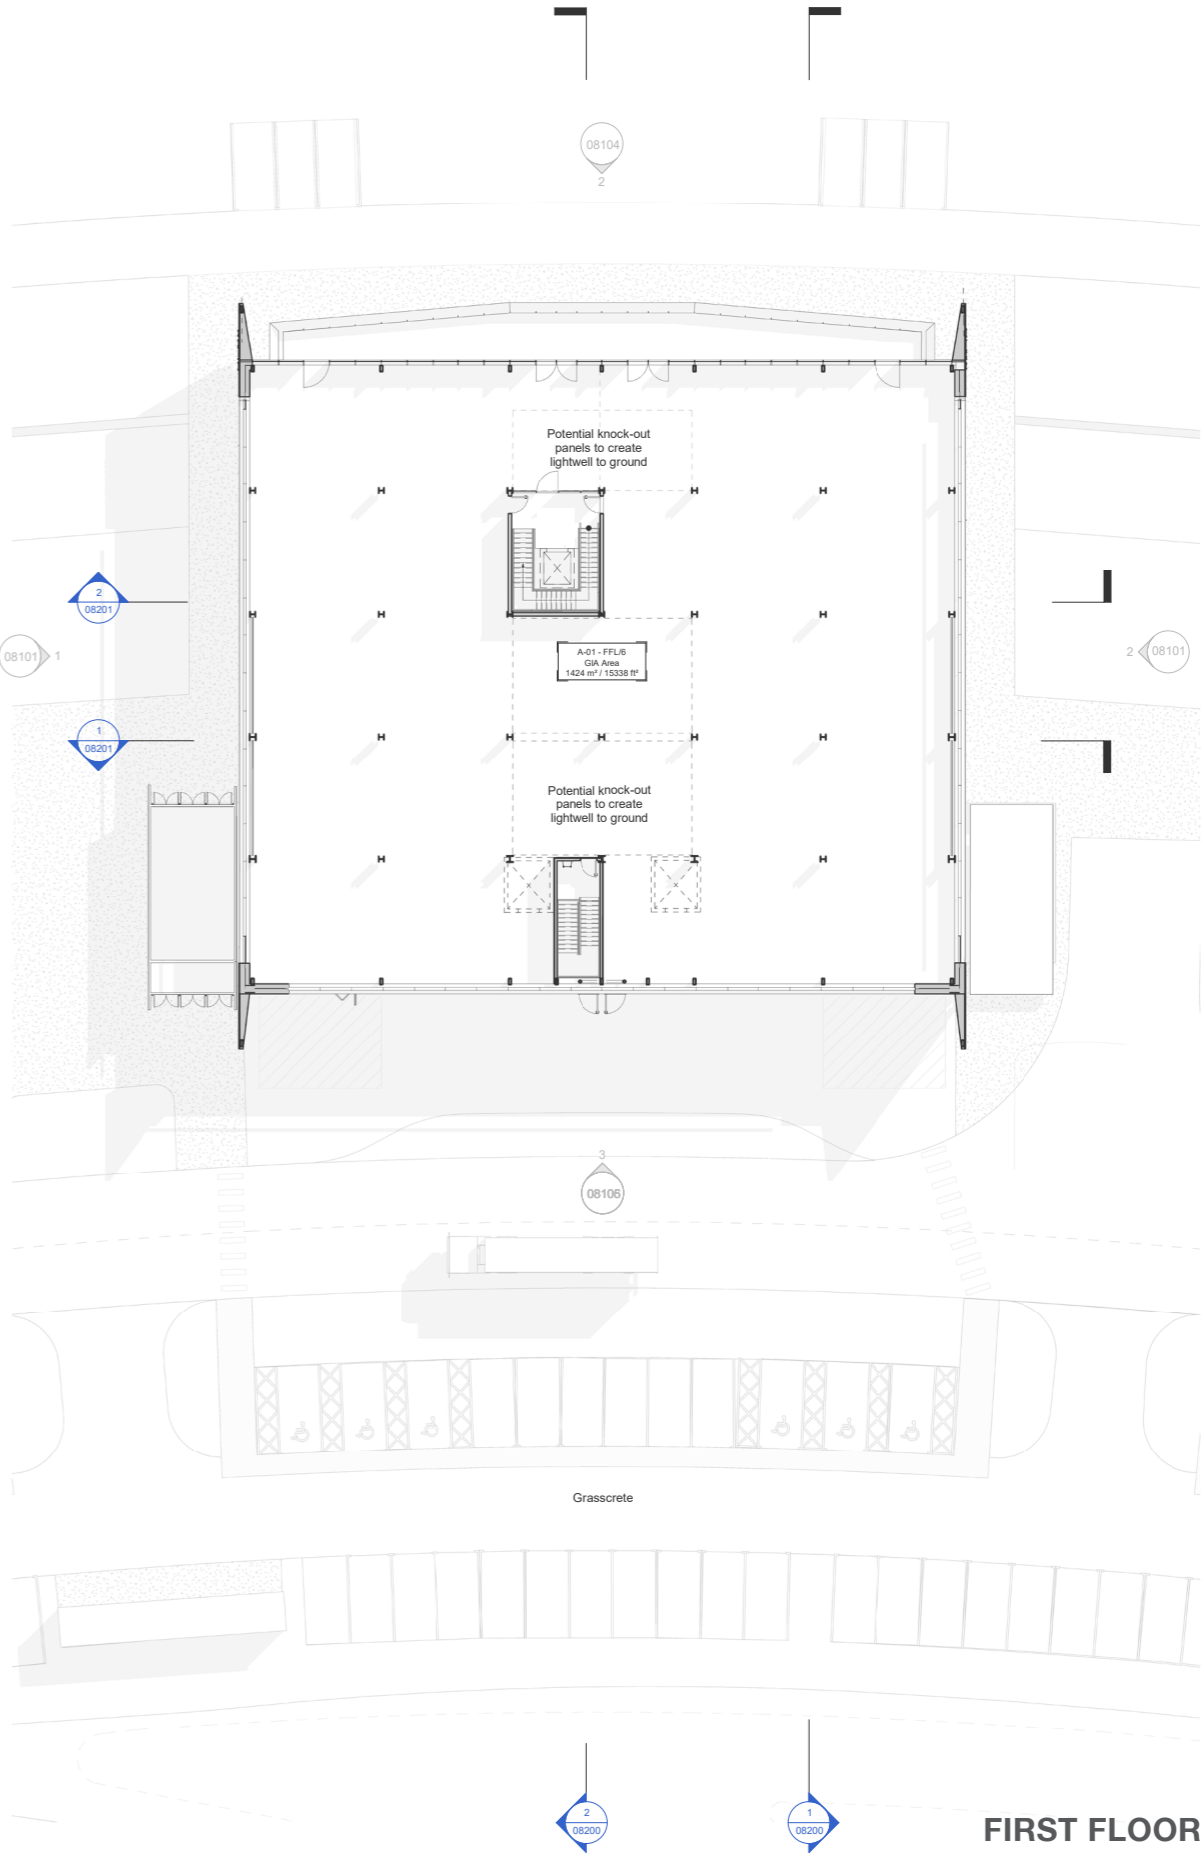 08104
2
Potential knock-out
panels to create
lightwell to ground
2
08201
A-01 - FFL/6
GIA Area
1424 m² / 15338 ft²
08101 1
2 08101
1
08201
Potential knock-out
panels to create
lightwell to ground
3
08106
Grasscrete
2
08200
1
08200
FIRST FLOOR